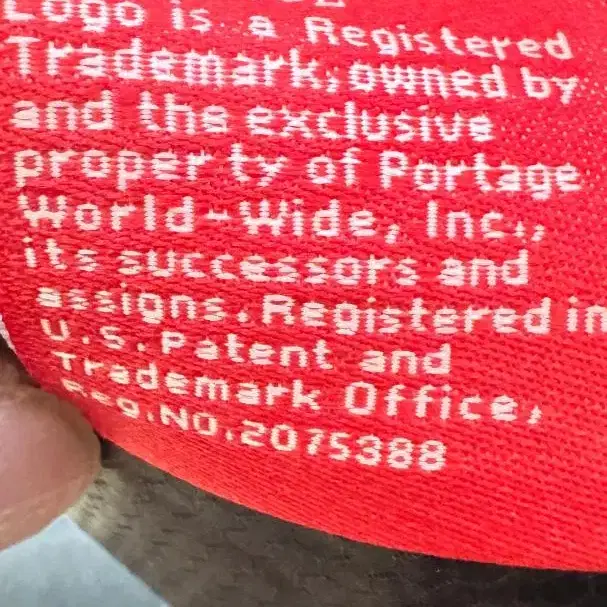 Logo is a Registered
Trademark, owned by
and the exclusive
property of Portage
World-Wide, Inc.,
its successors and
assigns. Registered in
U.S. Patent and
Trademark Office,
Reg.NO.2075388